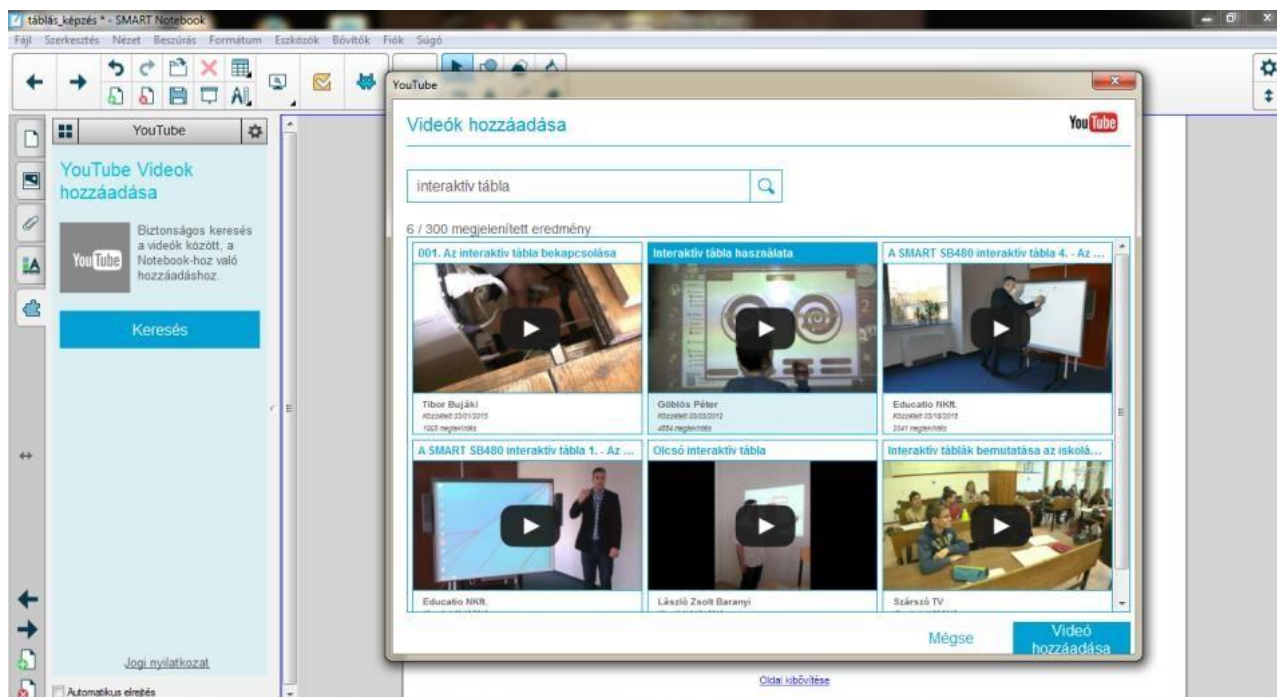 táblás_képzés * - SMART Notebook
Fájl Szerkesztés Nézet Beszúrás Formátum Eszközök Bővítők Fiók Súgó
YouTube
YouTube Videok
hozzáadása
You Tube
Biztonságos keresés
a videók között, a
Notebook-hoz való
hozzáadáshoz.
Keresés
Jogi nyilatkozat
Automatikus elrejtés
YouTube
Videók hozzáadása
You Tube
interaktív tábla
6 / 300 megjelenített eredmény
001. Az interaktív tábla bekapcsolása
Interaktív tábla használata
A SMART SB480 interaktív tábla 4. - Az ...
Tibor Bujáki
Göblös Péter
Educatio NKft.
A SMART SB480 interaktív tábla 1. - Az ...
Olcsó interaktív tábla
Interaktív táblák bemutatása az iskolá...
Educatio NKft.
László Zsolt Baranyi
Szárszó TV
Mégse
Videó
hozzáadása
Oldal kibővítése